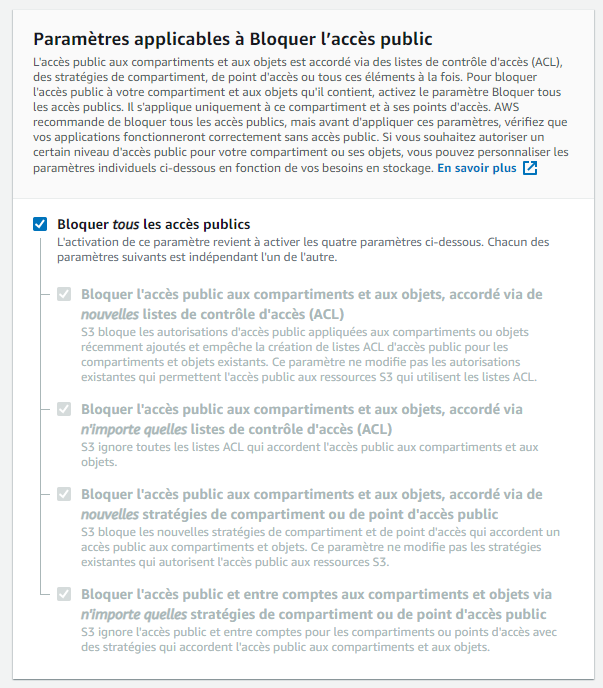 Paramètres applicables à Bloquer l’accès public
L'accès public aux compartiments et aux objets est accordé via des listes de contrôle d'accès (ACL),
des stratégies de compartiment, de point d'accès ou tous ces éléments à la fois. Pour bloquer
l'accès public à votre compartiment et aux objets qu'il contient, activez le paramètre Bloquer tous
les accès publics. Il s'applique uniquement à ce compartiment et à ses points d'accès. AWS
recommande de bloquer tous les accès publics, mais avant d'appliquer ces paramètres, vérifiez que
vos applications fonctionneront correctement sans accès public. Si vous souhaitez autoriser un
certain niveau d'accès public pour votre compartiment ou ses objets, vous pouvez personnaliser les
paramètres individuels ci-dessous en fonction de vos besoins en stockage. En savoir plus
Bloquer tous les accès publics
L'activation de ce paramètre revient à activer les quatre paramètres ci-dessous. Chacun des
paramètres suivants est indépendant l'un de l'autre.
Bloquer l'accès public aux compartiments et aux objets, accordé via de
nouvelles listes de contrôle d'accès (ACL)
S3 bloque les autorisations d'accès public appliquées aux compartiments ou objets
récemment ajoutés et empêche la création de listes ACL d'accès public pour les
compartiments et objets existants. Ce paramètre ne modifie pas les autorisations
existantes qui permettent l'accès public aux ressources S3 qui utilisent les listes ACL.
Bloquer l'accès public aux compartiments et aux objets, accordé via
n'importe quelles listes de contrôle d'accès (ACL)
S3 ignore toutes les listes ACL qui accordent l'accès public aux compartiments et aux
objets.
Bloquer l'accès public aux compartiments et aux objets, accordé via de
nouvelles stratégies de compartiment ou de point d'accès public
S3 bloque les nouvelles stratégies de compartiment et de point d'accès qui accordent un
accès public aux compartiments et objets. Ce paramètre ne modifie pas les stratégies
existantes qui autorisent l'accès public aux ressources S3.
Bloquer l'accès public et entre comptes aux compartiments et objets via
n'importe quelles stratégies de compartiment ou de point d'accès public
S3 ignore l'accès public et entre comptes pour les compartiments ou points d'accès avec
des stratégies qui accordent l'accès public aux compartiments et aux objets.